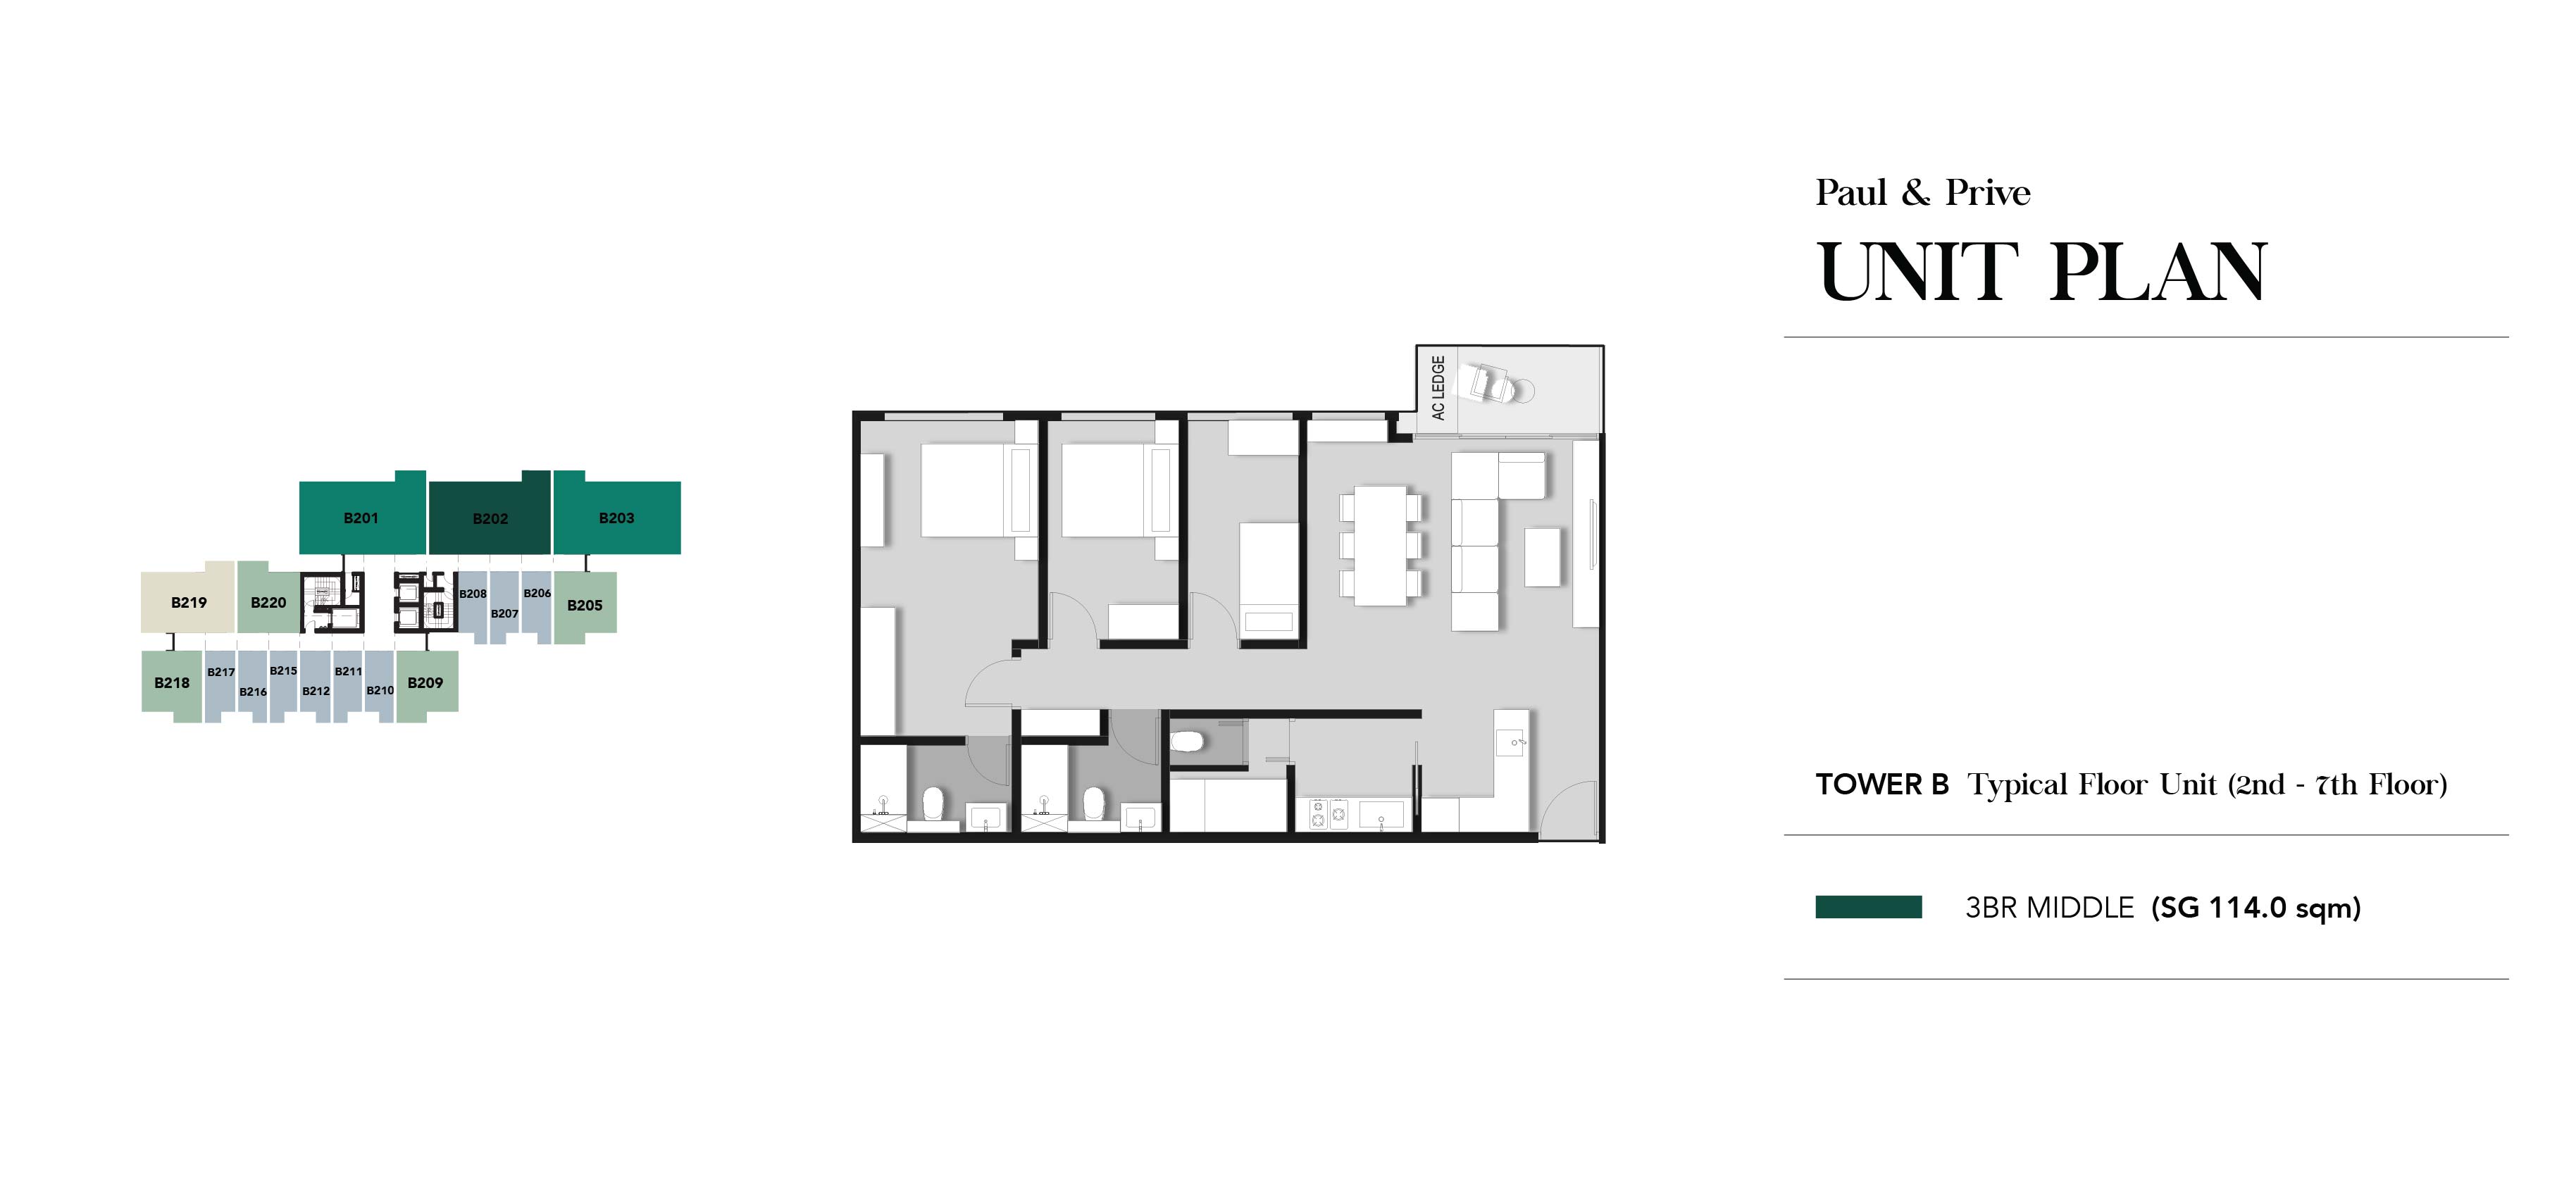 Paul & Prive
UNIT PLAN
AC LEDGE
B201
B202
B203
B219
B220
B208
B207
B206
B205
B218
B217
B216
B215
B212
B211
B210
B209
TOWER B Typical Floor Unit (2nd - 7th Floor)
3BR MIDDLE (SG 114.0 sqm)